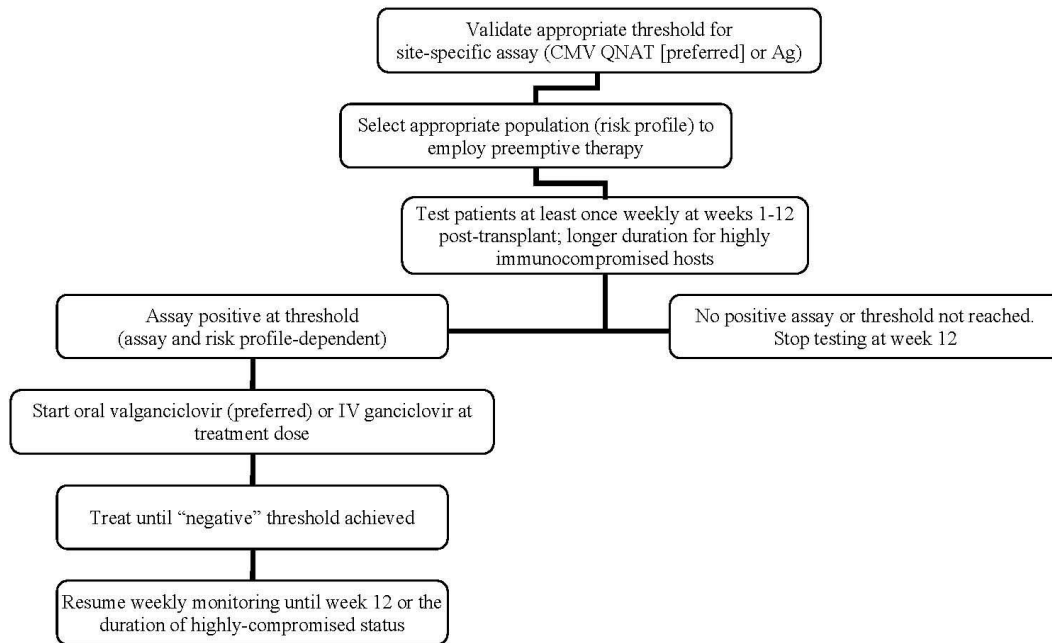 Validate appropriate threshold for
site-specific assay (CMV QNAT [preferred] or Ag)
Select appropriate population (risk profile) to
employ preemptive therapy
Test patients at least once weekly at weeks 1-12
post-transplant; longer duration for highly
immunocompromised hosts
Assay positive at threshold
(assay and risk profile-dependent)
No positive assay or threshold not reached.
Stop testing at week 12
Start oral valganciclovir (preferred) or IV ganciclovir at
treatment dose
Treat until “negative” threshold achieved
Resume weekly monitoring until week 12 or the
duration of highly-compromised status